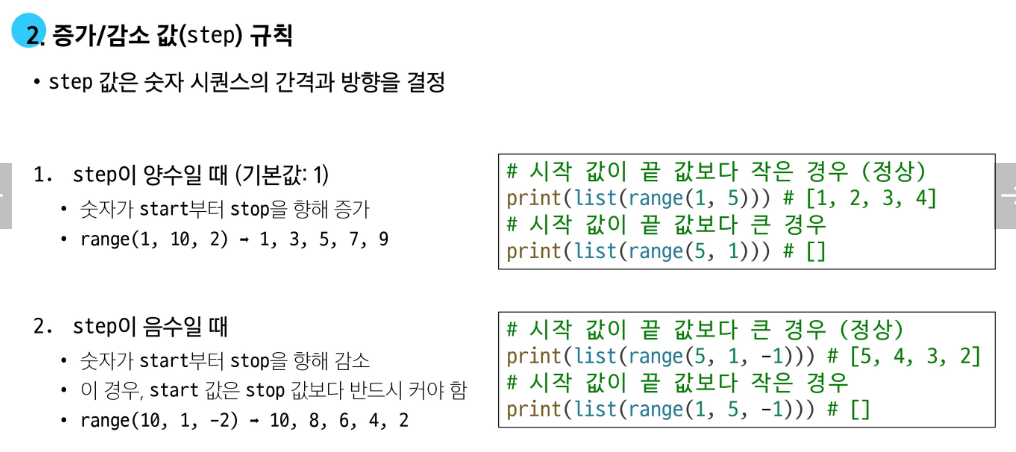 2. 증가/감소 값(step) 규칙
• step 값은 숫자 시퀀스의 간격과 방향을 결정
1. step이 양수일 때 (기본값: 1)
• 숫자가 start부터 stop을 향해 증가
• range(1, 10, 2) ➡ 1, 3, 5, 7, 9
# 시작 값이 끝 값보다 작은 경우 (정상)
print(list(range(1, 5))) # [1, 2, 3, 4]
# 시작 값이 끝 값보다 큰 경우
print(list(range(5, 1))) # []
2. step이 음수일 때
• 숫자가 start부터 stop을 향해 감소
• 이 경우, start 값은 stop 값보다 반드시 커야 함
• range(10, 1, -2) ➡ 10, 8, 6, 4, 2
# 시작 값이 끝 값보다 큰 경우 (정상)
print(list(range(5, 1, -1))) # [5, 4, 3, 2]
# 시작 값이 끝 값보다 작은 경우
print(list(range(1, 5, -1))) # []